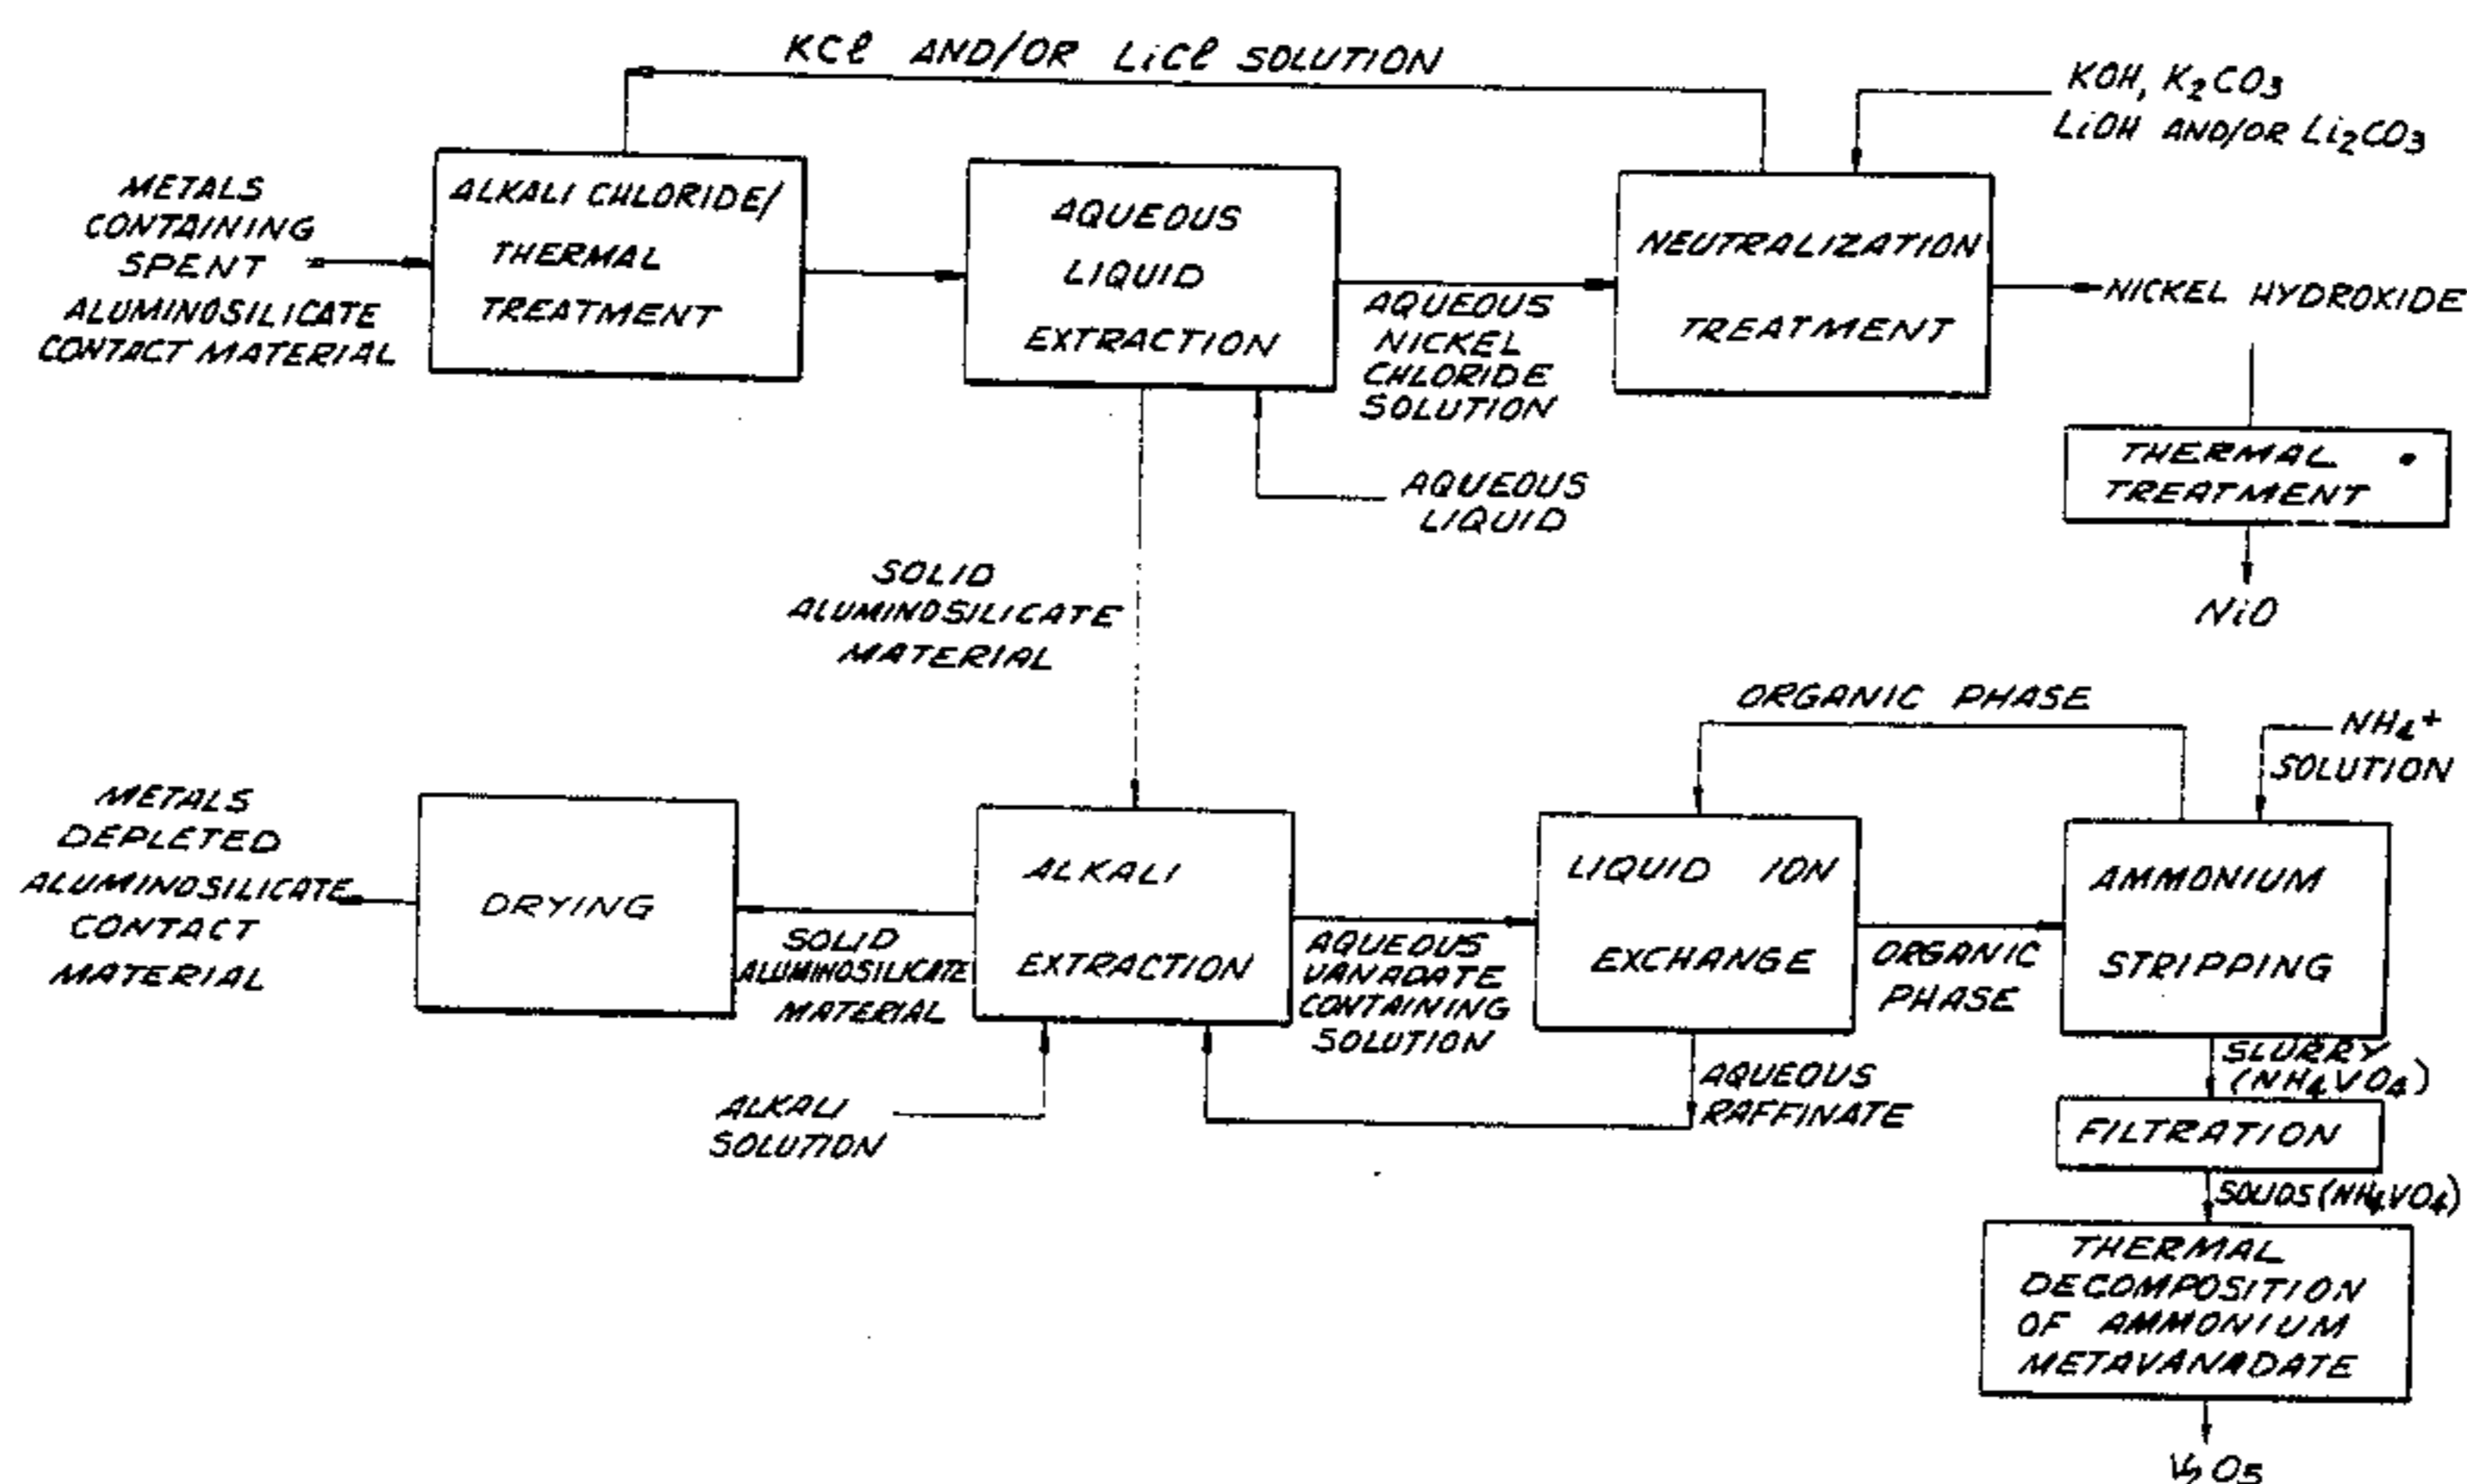 KCl AND/OR LiCl SOLUTION
KOH, K2CO3
LiOH AND/OR Li2CO3
METALS
CONTAINING
SPENT
ALUMINOSILICATE
CONTACT MATERIAL
ALKALI CHLORIDE/
THERMAL
TREATMENT
AQUEOUS
LIQUID
EXTRACTION
AQUEOUS
NICKEL
CHLORIDE
SOLUTION
NEUTRALIZATION
TREATMENT
NICKEL HYDROXIDE
AQUEOUS
LIQUID
THERMAL
TREATMENT
NiO
SOLID
ALUMINOSILICATE
MATERIAL
ORGANIC PHASE
NH4+
SOLUTION
METALS
DEPLETED
ALUMINOSILICATE
CONTACT
MATERIAL
DRYING
SOLID
ALUMINOSILICATE
MATERIAL
ALKALI
EXTRACTION
AQUEOUS
VANADATE
CONTAINING
SOLUTION
LIQUID ION
EXCHANGE
ORGANIC
PHASE
AMMONIUM
STRIPPING
ALKALI
SOLUTION
AQUEOUS
RAFFINATE
SLURRY
(NH4VO4)
FILTRATION
SOLIDS (NH4VO4)
THERMAL
DECOMPOSITION
OF AMMONIUM
METAVANADATE
V2O5